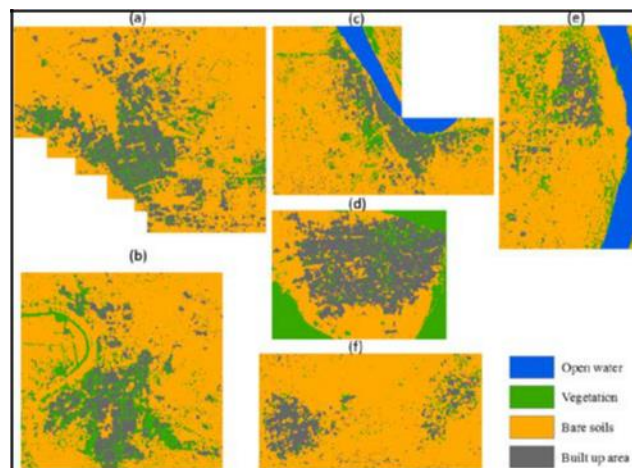 (a)
(c)
(e)
(d)
(b)
(f)
Open water
Vegetation
Bare soils
Built up area